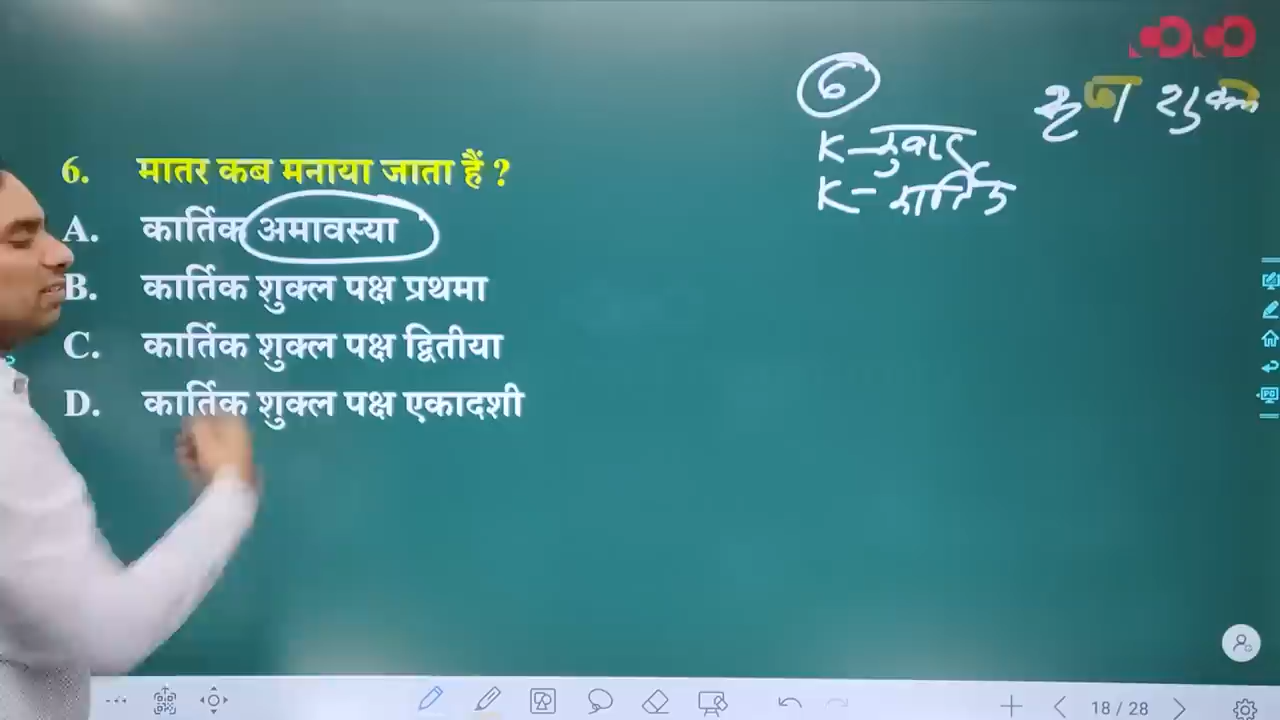 6. मातर कब मनाया जाता हैं ?
A. कार्तिक अमावस्या
B. कार्तिक शुक्ल पक्ष प्रथमा
C. कार्तिक शुक्ल पक्ष द्वितीया
D. कार्तिक शुक्ल पक्ष एकादशी
6
K-
K- कार्तिक
शुक्ल
18 / 28